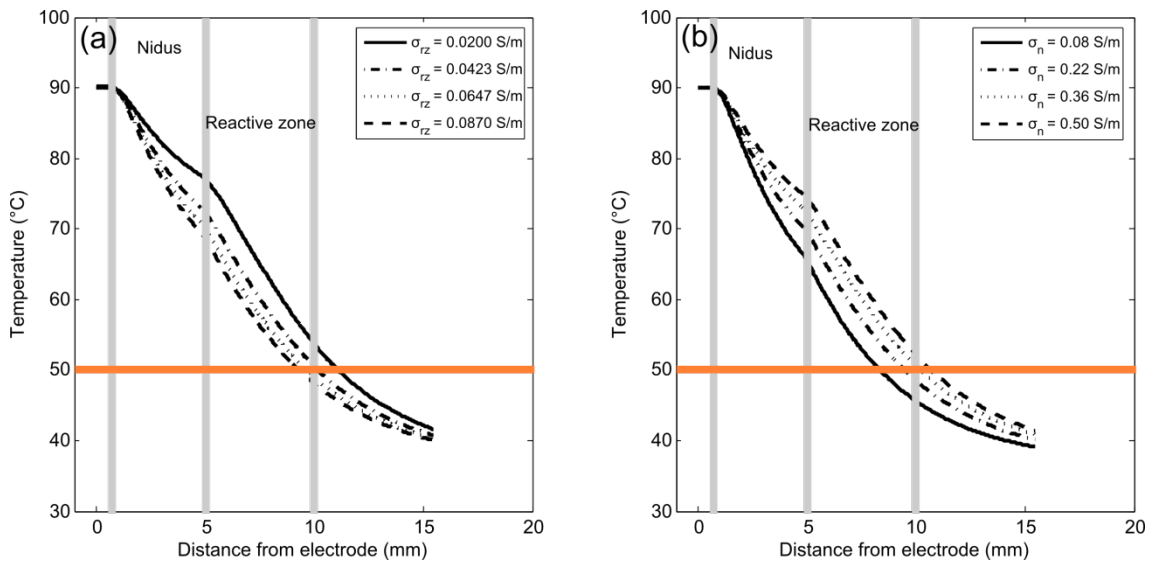 (a)
Nidus
Reactive zone
σrz = 0.0200 S/m
σrz = 0.0423 S/m
σrz = 0.0647 S/m
σrz = 0.0870 S/m
100
90
80
70
60
50
40
30
Temperature (°C)
0 5 10 15 20
Distance from electrode (mm)
(b)
Nidus
Reactive zone
σn = 0.08 S/m
σn = 0.22 S/m
σn = 0.36 S/m
σn = 0.50 S/m
100
90
80
70
60
50
40
30
Temperature (°C)
0 5 10 15 20
Distance from electrode (mm)